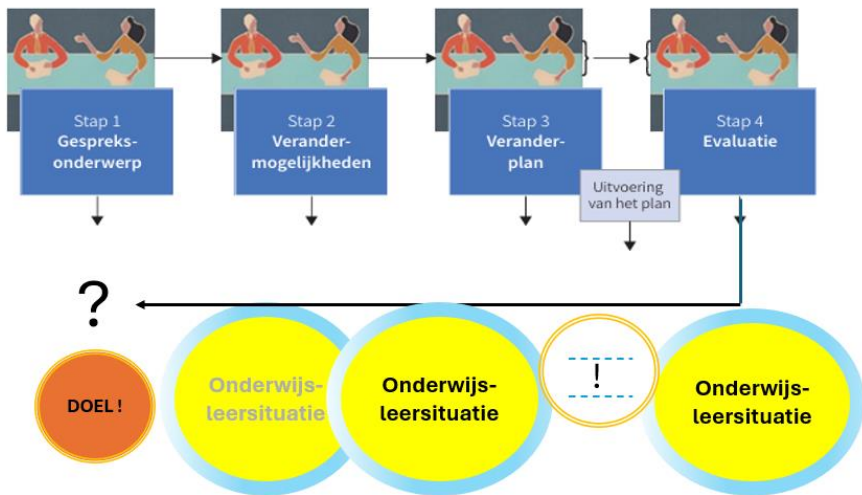 Stap 1
Gespreks-
onderwerp
Stap 2
Verander-
mogelijkheden
Stap 3
Verander-
plan
Stap 4
Evaluatie
Uitvoering
van het plan
?
DOEL !
Onderwijs-
leersituatie
Onderwijs-
leersituatie
!
Onderwijs-
leersituatie